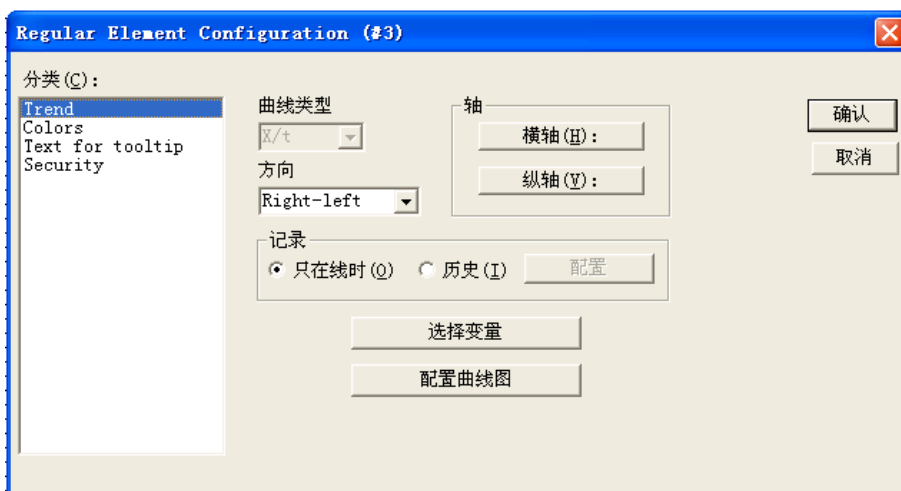 Regular Element Configuration (#3)
分类(C):
Trend
Colors
Text for tooltip
Security
曲线类型
X/t
方向
Right-left
轴
横轴(H):
纵轴(V):
记录
只在线时(O)
历史(I)
配置
选择变量
配置曲线图
确认
取消